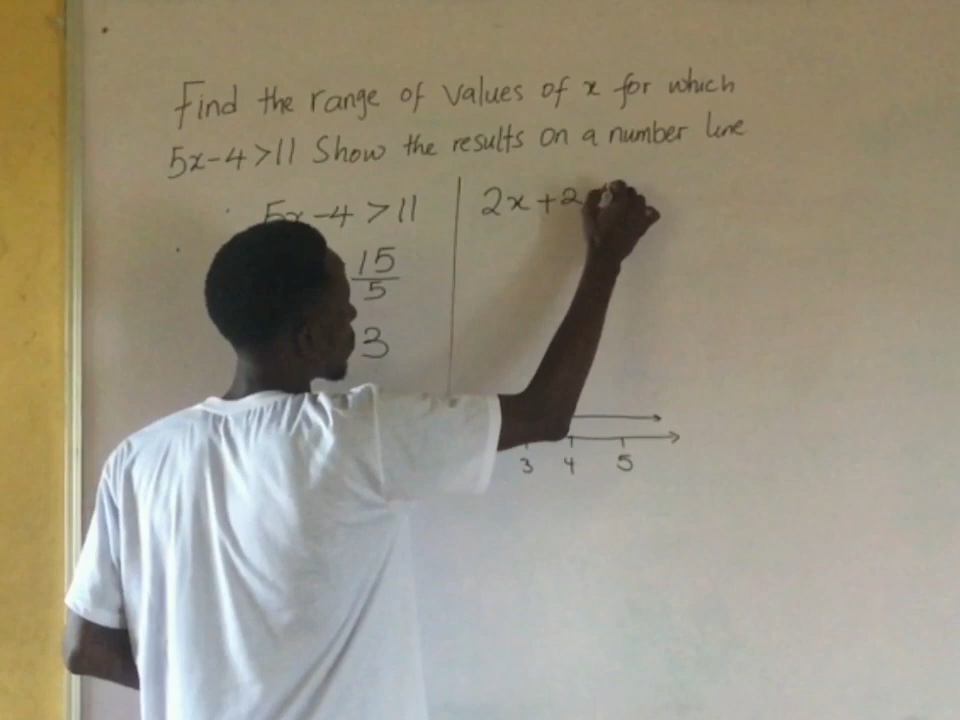 Find the range of values of x for which
5x-4>11 Show the results on a number line
5x-4 >11
15
5
3
2x+2
3 4 5